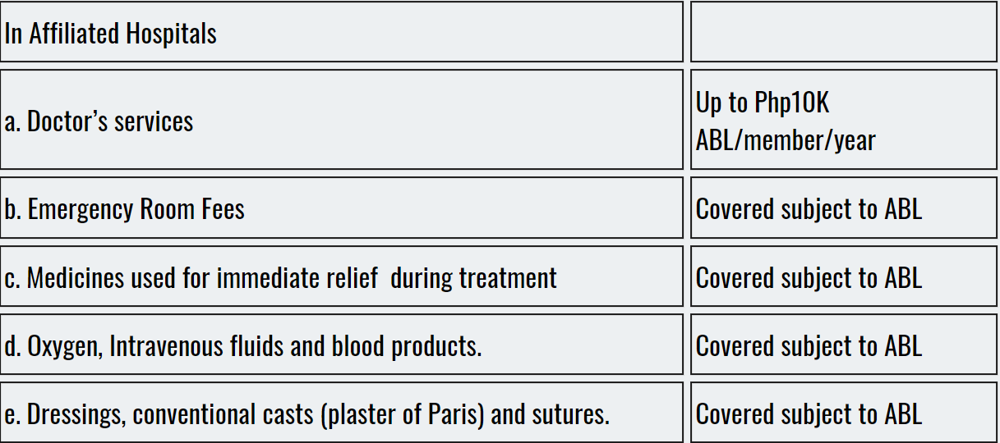 In Affiliated Hospitals
a. Doctor’s services
Up to Php10K
ABL/member/year
b. Emergency Room Fees
Covered subject to ABL
c. Medicines used for immediate relief  during treatment
Covered subject to ABL
d. Oxygen, Intravenous fluids and blood products.
Covered subject to ABL
e. Dressings, conventional casts (plaster of Paris) and sutures.
Covered subject to ABL